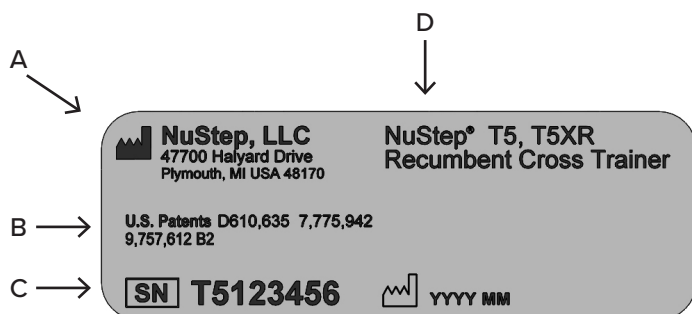 D
A
NuStep, LLC
47700 Halyard Drive
Plymouth, MI USA 48170
NuStep® T5, T5XR
Recumbent Cross Trainer
B
U.S. Patents D610,635 7,775,942
9,757,612 B2
C
SN T5123456
YYYY MM